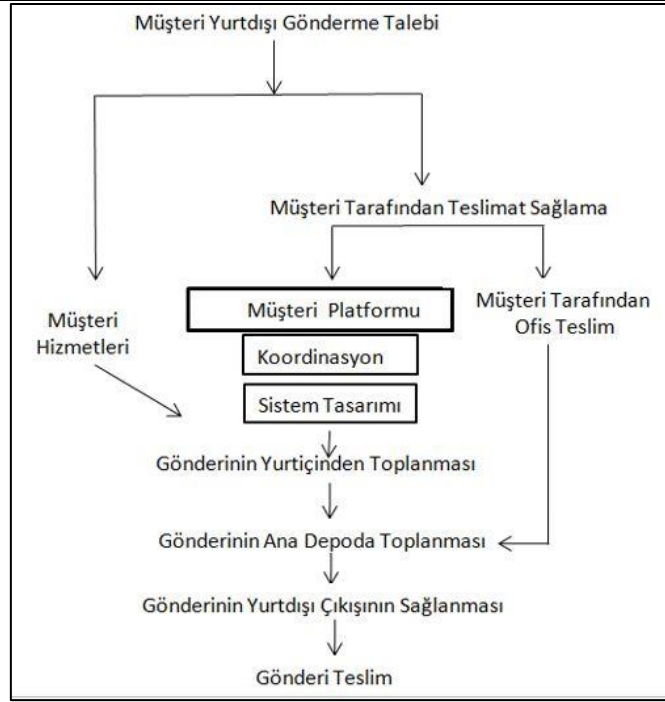 Müşteri Yurtdışı Gönderme Talebi
Müşteri Tarafından Teslimat Sağlama
Müşteri
Hizmetleri
Müşteri Platformu
Koordinasyon
Sistem Tasarımı
Müşteri Tarafından
Ofis Teslim
Gönderinin Yurtiçinden Toplanması
Gönderinin Ana Depoda Toplanması
Gönderinin Yurtdışı Çıkışının Sağlanması
Gönderi Teslim